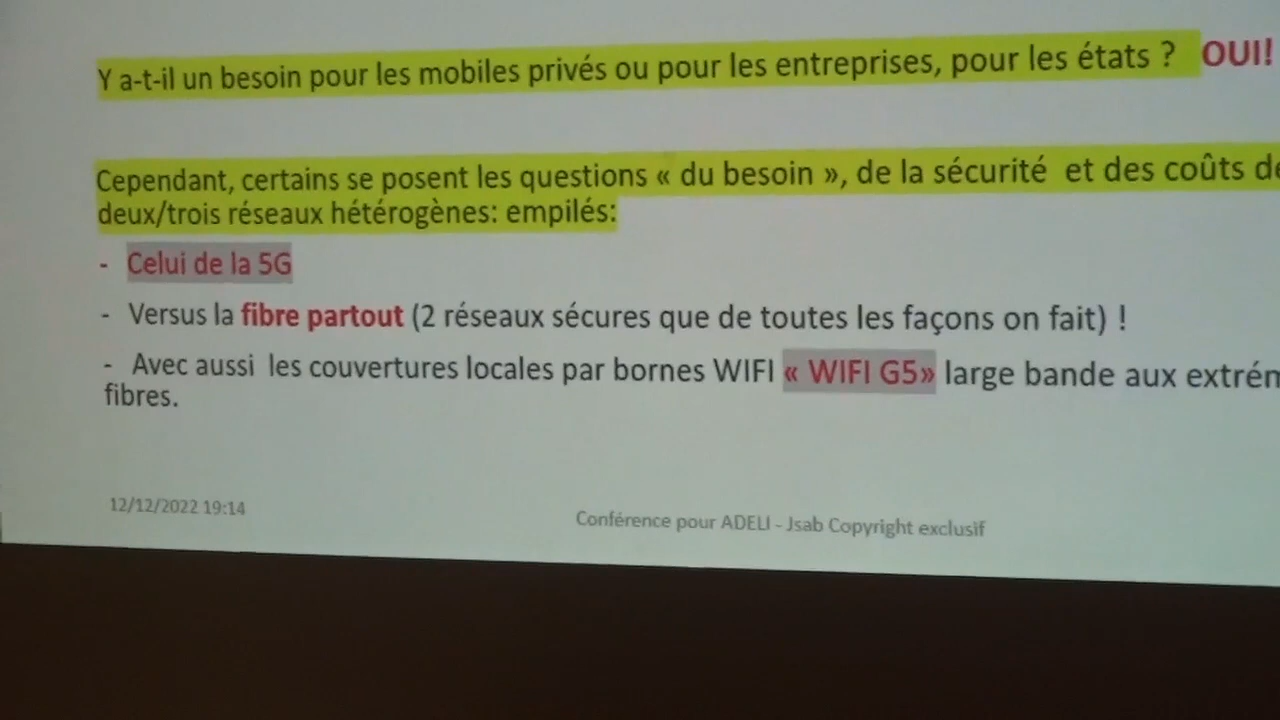 Y a-t-il un besoin pour les mobiles privés ou pour les entreprises, pour les états ? OUI!
Cependant, certains se posent les questions « du besoin », de la sécurité et des coûts
deux/trois réseaux hétérogènes: empilés:
- Celui de la 5G
- Versus la fibre partout (2 réseaux sécures que de toutes les façons on fait) !
- Avec aussi les couvertures locales par bornes WIFI « WIFI G5» large bande aux
fibres.
12/12/2022 19:14
Conférence pour ADELI - Jsab Copyright exclusif